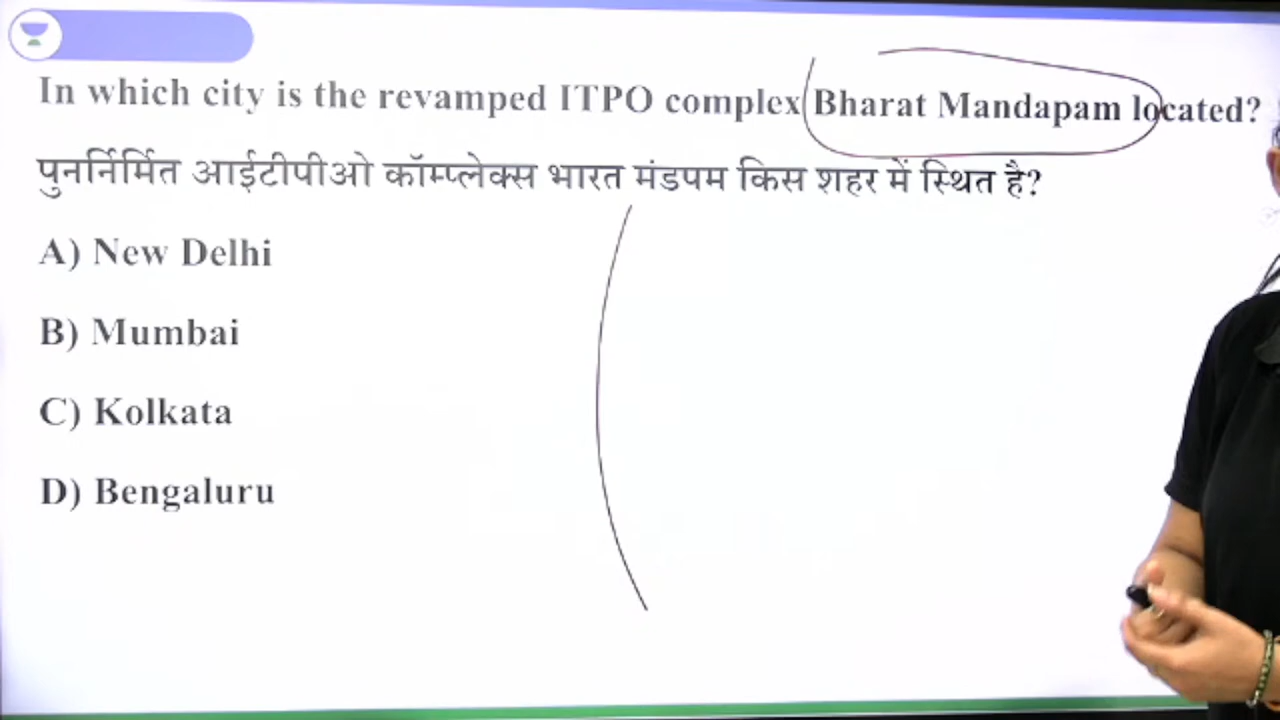 In which city is the revamped ITPO complex Bharat Mandapam located?
पुनर्निर्मित आईटीपीओ कॉम्प्लेक्स भारत मंडपम किस शहर में स्थित है?
A) New Delhi
B) Mumbai
C) Kolkata
D) Bengaluru